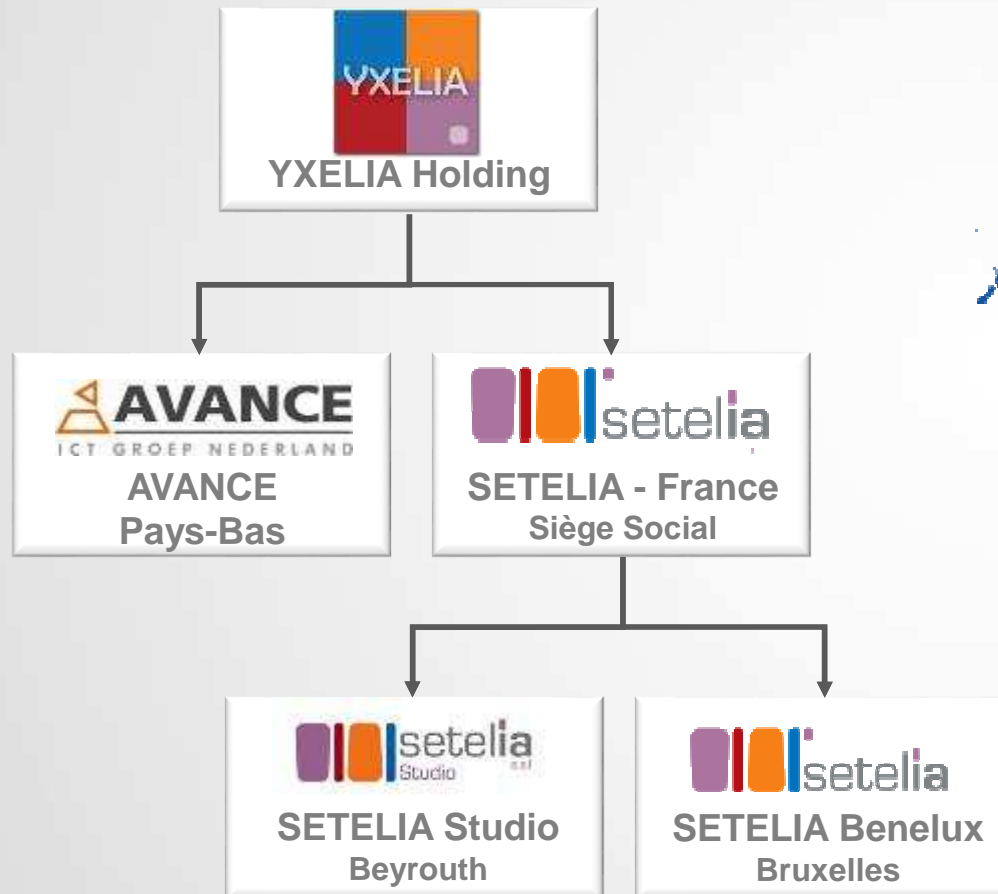 YXELIA
YXELIA Holding
AVANCE
ICT GROEP NEDERLAND
AVANCE
Pays-Bas
setelia
SETELIA - France
Siège Social
setelia
Studio
SETELIA Studio
Beyrouth
setelia
SETELIA Benelux
Bruxelles